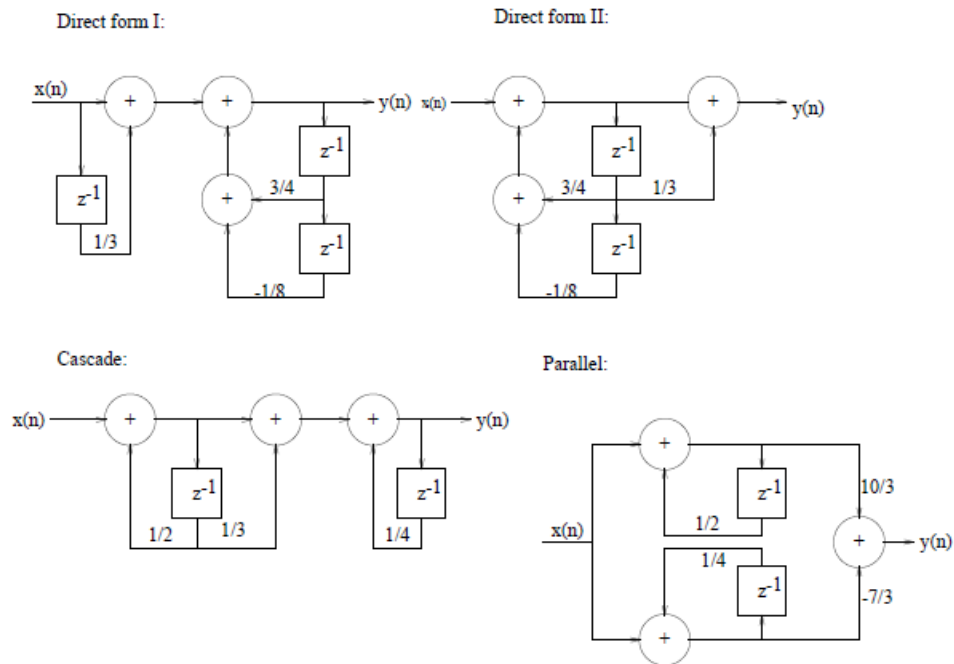 Direct form I:
x(n)
+
+
y(n)
z-1
1/3
+
3/4
z-1
z-1
-1/8
Direct form II:
x(n)
+
+
y(n)
z-1
+
3/4
1/3
z-1
-1/8
Cascade:
x(n)
+
+
+
y(n)
z-1
z-1
1/2
1/3
1/4
Parallel:
x(n)
+
z-1
1/2
10/3
1/4
z-1
+
y(n)
-7/3
+